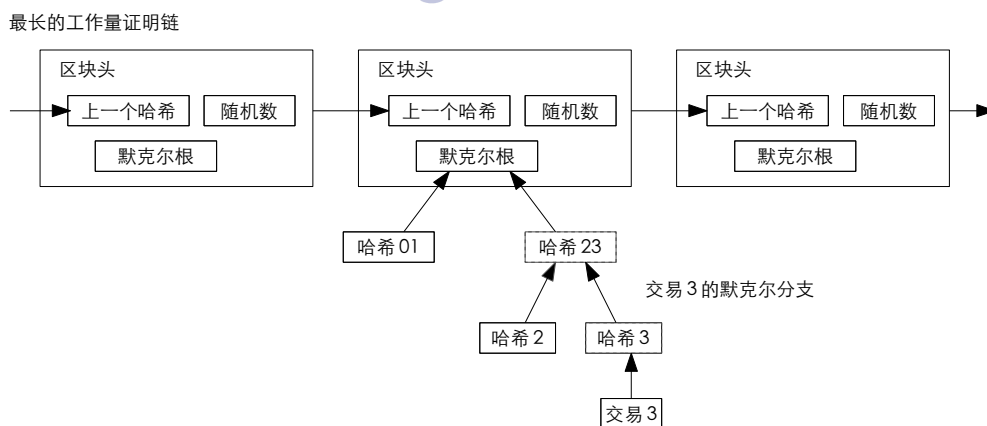 最长的工作量证明链
区块头 区块头 区块头
上一个哈希 随机数 上一个哈希 随机数 上一个哈希 随机数
默克尔根 默克尔根 默克尔根
哈希01 哈希23
交易3的默克尔分支
哈希2 哈希3
交易3